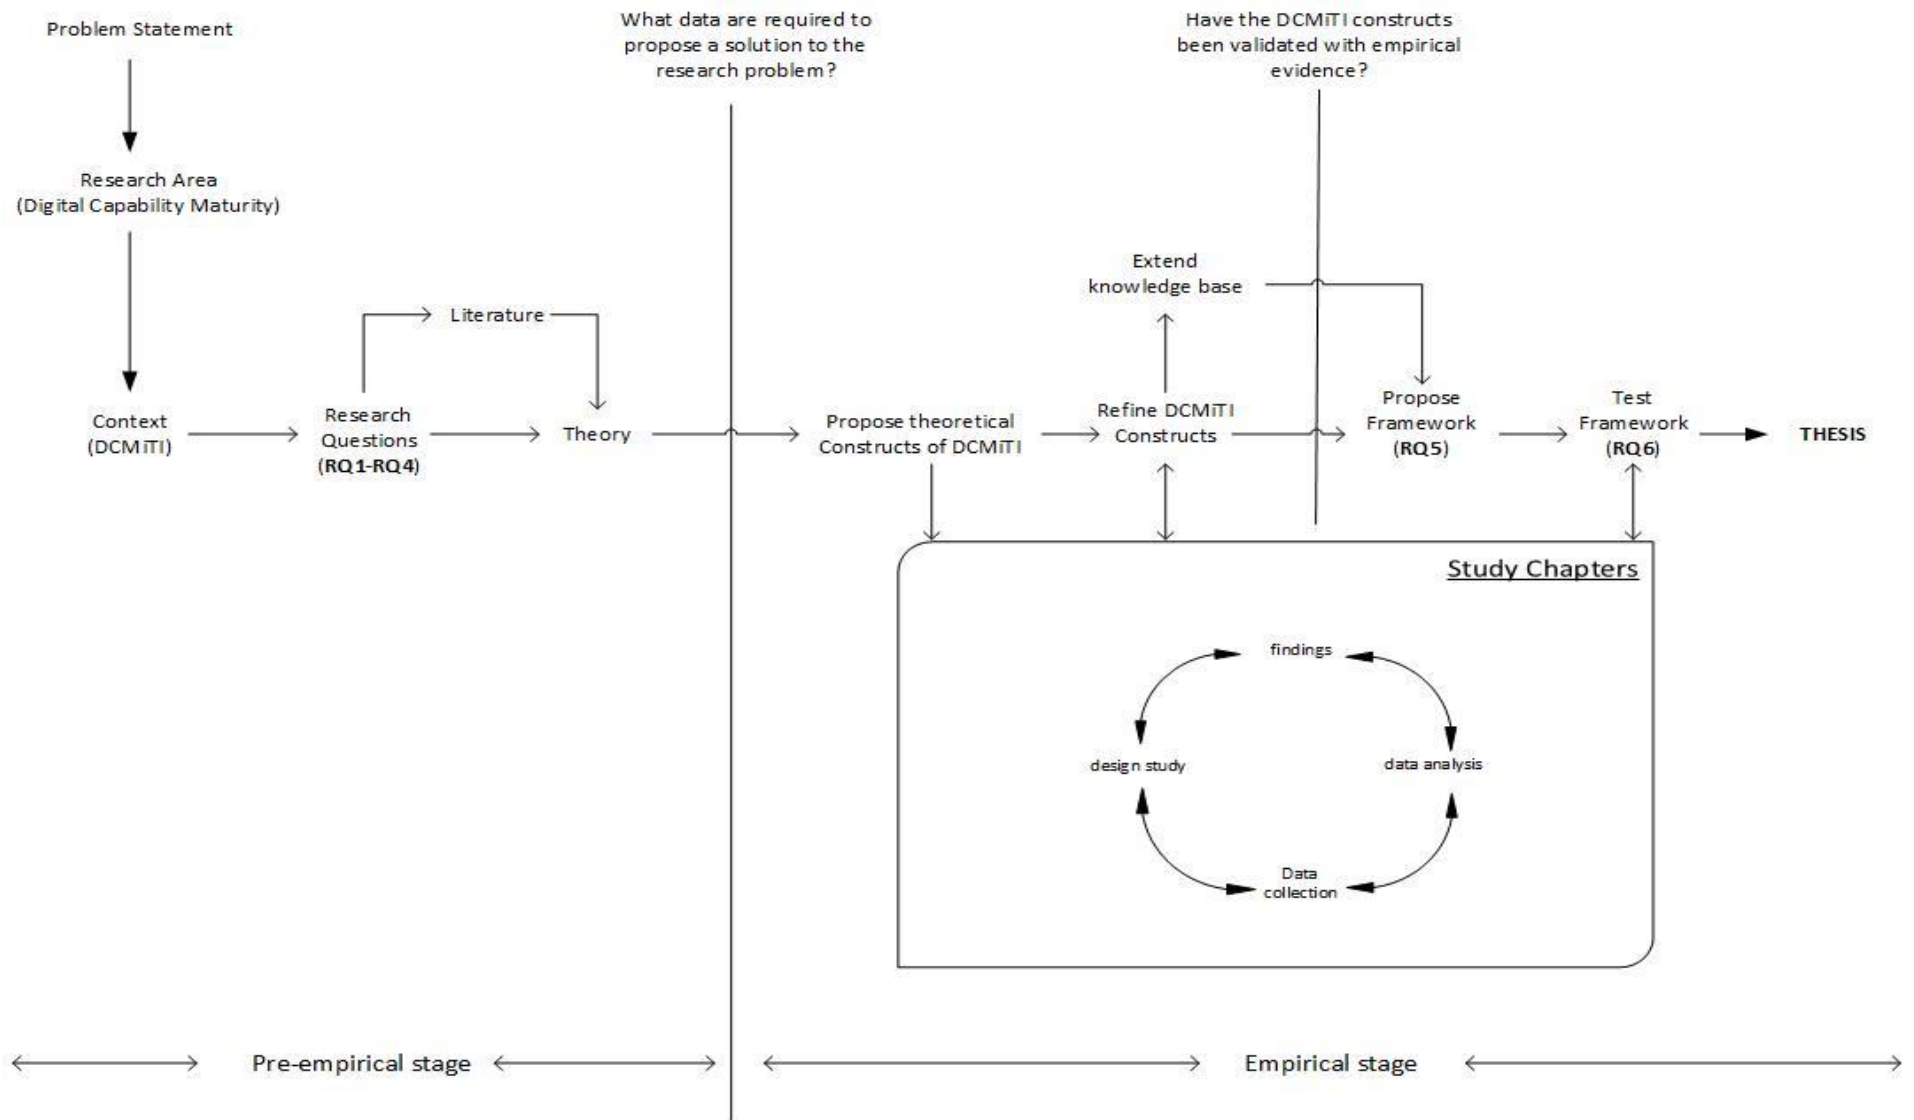 Problem Statement
What data are required to
propose a solution to the
research problem?
Have the DCMiTI constructs
been validated with empirical
evidence?
Research Area
(Digital Capability Maturity)
Extend
knowledge base
Literature
Context
(DCMiTI)
Research
Questions
(RQ1-RQ4)
Theory
Propose theoretical
Constructs of DCMiTI
Refine DCMiTI
Constructs
Propose
Framework
(RQ5)
Test
Framework
(RQ6)
THESIS
Study Chapters
findings
design study
data analysis
Data
collection
Pre-empirical stage
Empirical stage